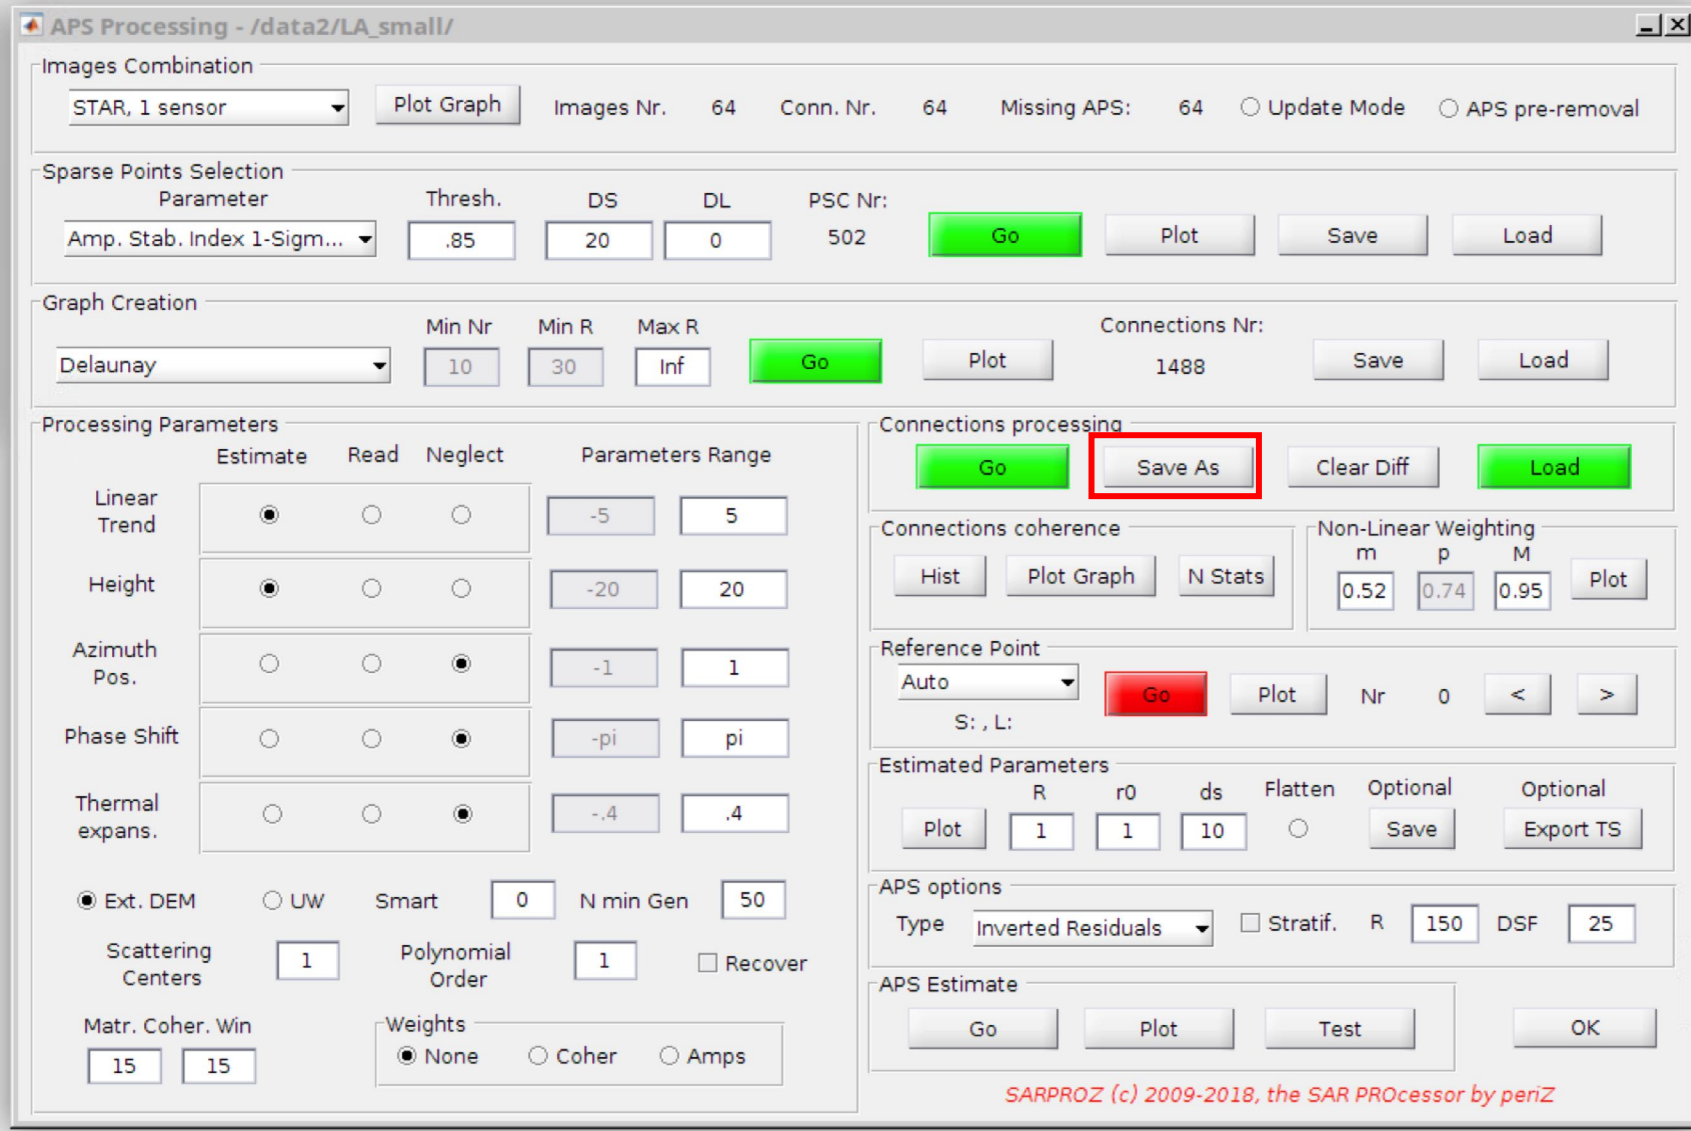 APS Processing - /data2/LA_small/
Images Combination
STAR, 1 sensor Plot Graph Images Nr. 64 Conn. Nr. 64 Missing APS: 64 Update Mode APS pre-removal
Sparse Points Selection
Parameter Thresh. DS DL PSC Nr:
Amp. Stab. Index 1-Sigm... .85 20 0 502 Go Plot Save Load
Graph Creation
Min Nr Min R Max R Connections Nr:
Delaunay 10 30 Inf Go Plot 1488 Save Load
Processing Parameters
Estimate Read Neglect Parameters Range
Linear
Trend
-5 5
Height -20 20
Azimuth
Pos.
-1 1
Phase Shift -pi pi
Thermal
expans.
-.4 .4
Ext. DEM UW Smart 0 N min Gen 50
Scattering
Centers
1
Polynomial
Order
1 Recover
Matr. Coher. Win
15 15
Weights
None Coher Amps
Connections processing
Go Save As Clear Diff Load
Connections coherence
Hist Plot Graph N Stats
Non-Linear Weighting
m p M
0.52 0.74 0.95 Plot
Reference Point
Auto Go Plot Nr 0 < >
S: , L:
Estimated Parameters
R r0 ds Flatten Optional Optional
Plot 1 1 10 Save Export TS
APS options
Type Inverted Residuals Stratif. R 150 DSF 25
APS Estimate
Go Plot Test
OK
SARPROZ (c) 2009-2018, the SAR PROcessor by periZ